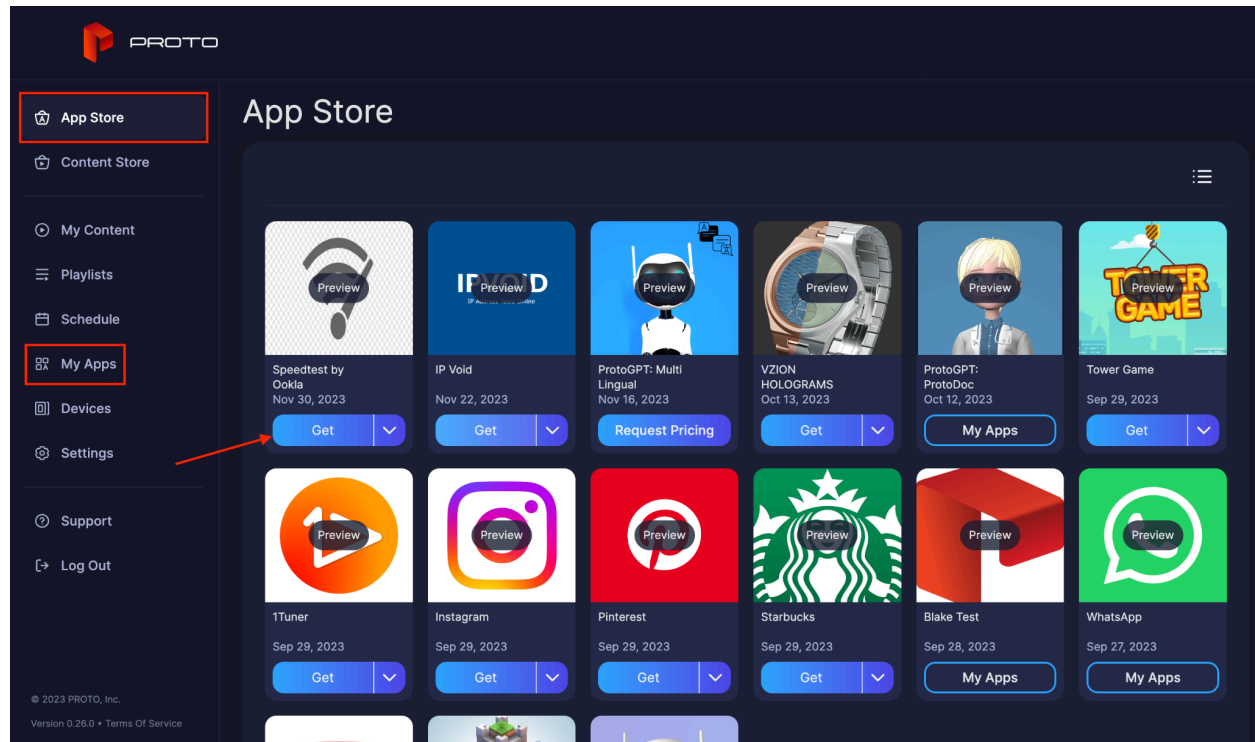 PROTO
App Store
Content Store
My Content
Playlists
Schedule
My Apps
Devices
Settings
Support
Log Out
© 2023 PROTO, Inc.
Version 0.26.0 • Terms Of Service
App Store
Preview
Preview
Preview
Preview
Preview
TOWER
Preview
GAME
Speedtest by
Ookla
Nov 30, 2023
Get
IP Void
Nov 22, 2023
Get
ProtoGPT: Multi
Lingual
Nov 16, 2023
Request Pricing
VZION
HOLOGRAMS
Oct 13, 2023
Get
ProtoGPT:
ProtoDoc
Oct 12, 2023
My Apps
Tower Game
Sep 29, 2023
Get
Preview
Preview
Preview
Preview
Preview
Preview
1Tuner
Sep 29, 2023
Get
Instagram
Sep 29, 2023
Get
Pinterest
Sep 29, 2023
Get
Starbucks
Sep 29, 2023
Get
Blake Test
Sep 28, 2023
My Apps
WhatsApp
Sep 27, 2023
My Apps